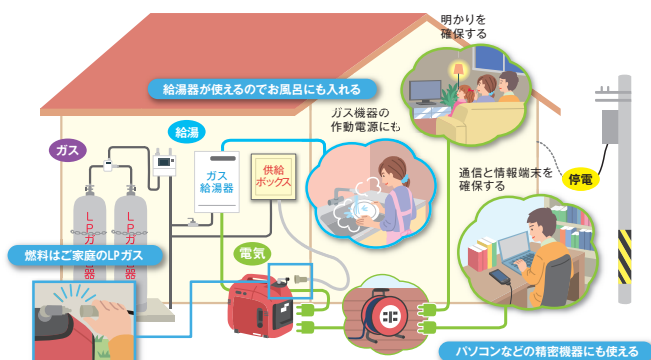 明かりを
確保する
給湯器が使えるのでお風呂にも入れる
ガス機器の
作動電源にも
給湯
ガス
ガス
給湯器
供給
ボックス
通信と情報端末を
確保する
停電
LPガ
器
LPガ
器
電気
燃料はご家庭のLPガス
パソコンなどの精密機器にも使える